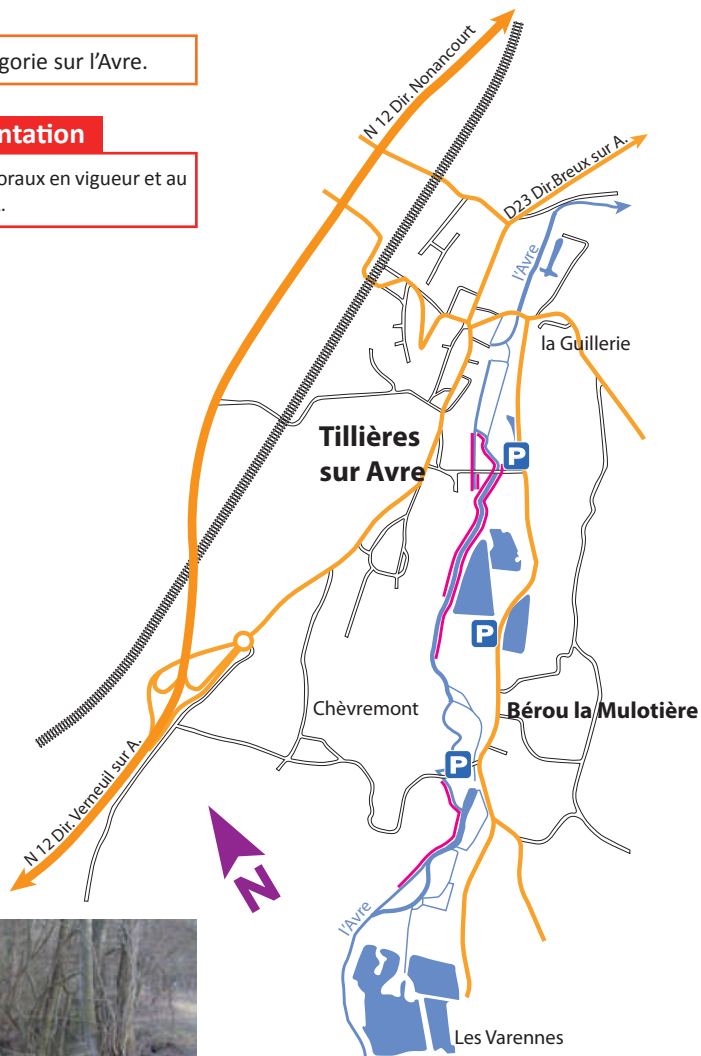 gorie sur l'Avre.
ntation
oraux en vigueur et au
N 12 Dir. Nonancourt
D23 Dir.Breux sur A.
l'Avre
la Guillerie
Tillières
sur Avre
P
P
Chèvremont
Bérou la Mulotière
P
N 12 Dir. Verneuil sur A.
N
l'Avre
Les Varennes